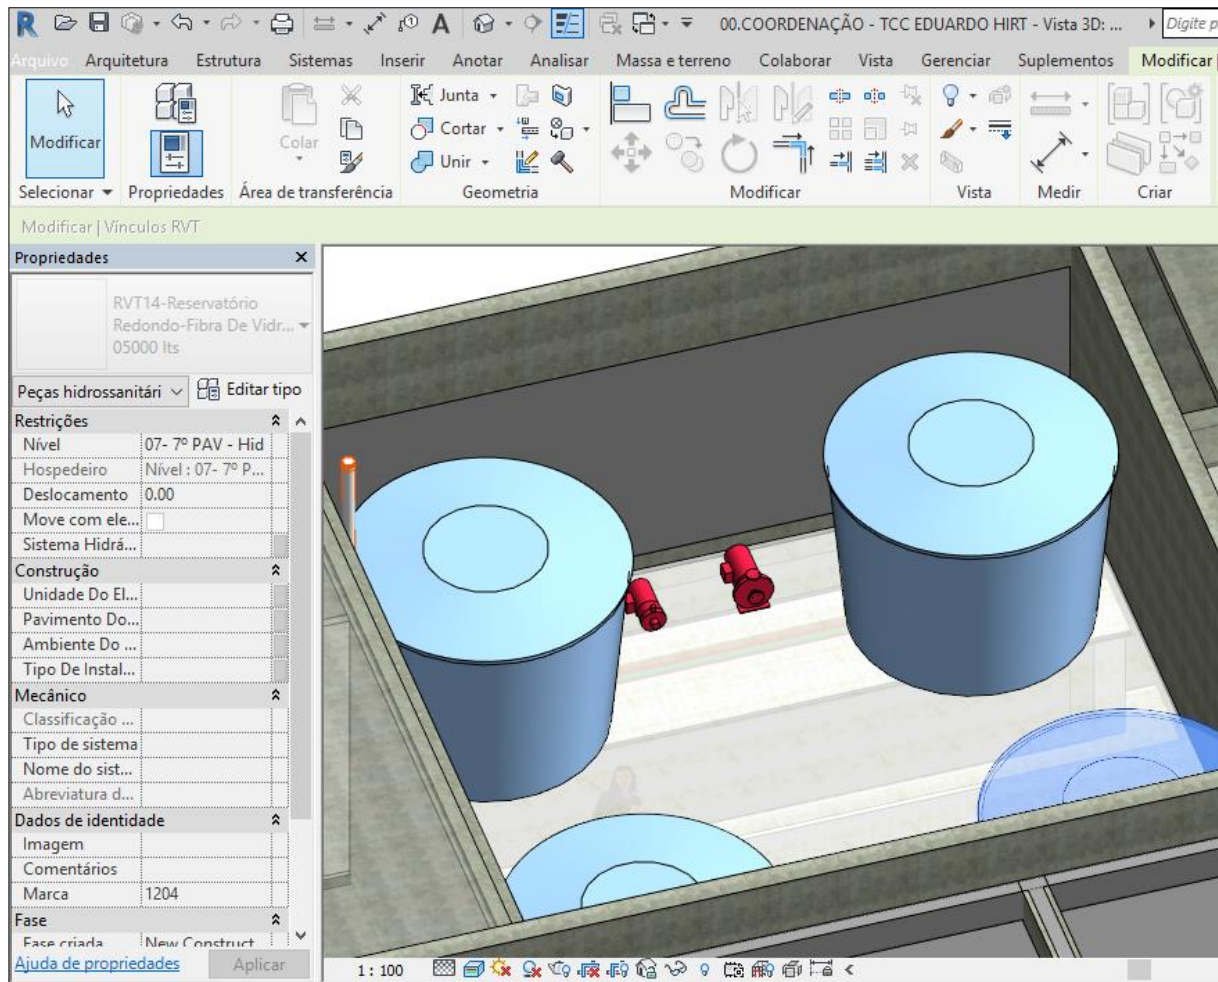 R A 00.COORDENAÇÃO - TCC EDUARDO HIRT - Vista 3D: ... Digite p
Arquivo Arquitetura Estrutura Sistemas Inserir Anotar Analisar Massa e terreno Colaborar Vista Gerenciar Suplementos Modificar |
Modificar
Colar
Junta
Cortar
Unir
Selecionar Propriedades Área de transferência Geometria Modificar Vista Medir Criar
Modificar | Vínculos RVT
Propriedades X
RVT14-Reservatório
Redondo-Fibra De Vidr...
05000 lts
Peças hidrossanitári Editar tipo
Restrições
Nível 07- 7º PAV - Hid
Hospedeiro Nível : 07- 7º P...
Deslocamento 0.00
Move com ele...
Sistema Hidrá...
Construção
Unidade Do El...
Pavimento Do...
Ambiente Do ...
Tipo De Instal...
Mecânico
Classificação ...
Tipo de sistema
Nome do sist...
Abreviatura d...
Dados de identidade
Imagem
Comentários
Marca 1204
Fase
Fase criada New Construct
Ajuda de propriedades Aplicar
1 : 100